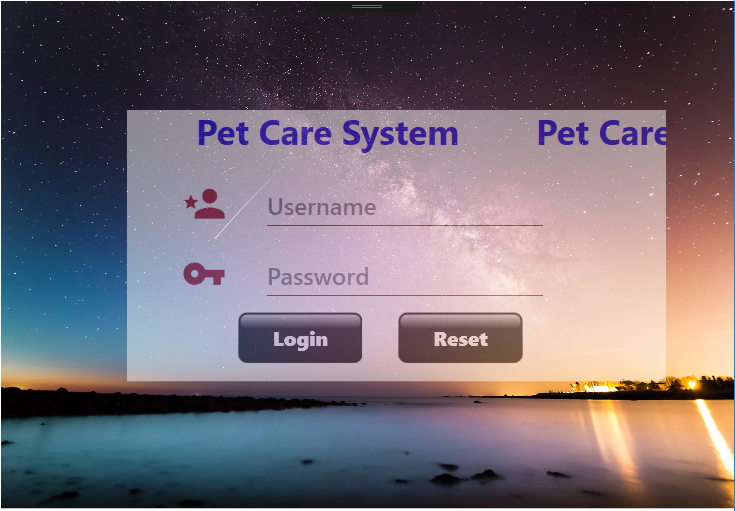 Pet Care System Pet Care
Username
Password
Login Reset